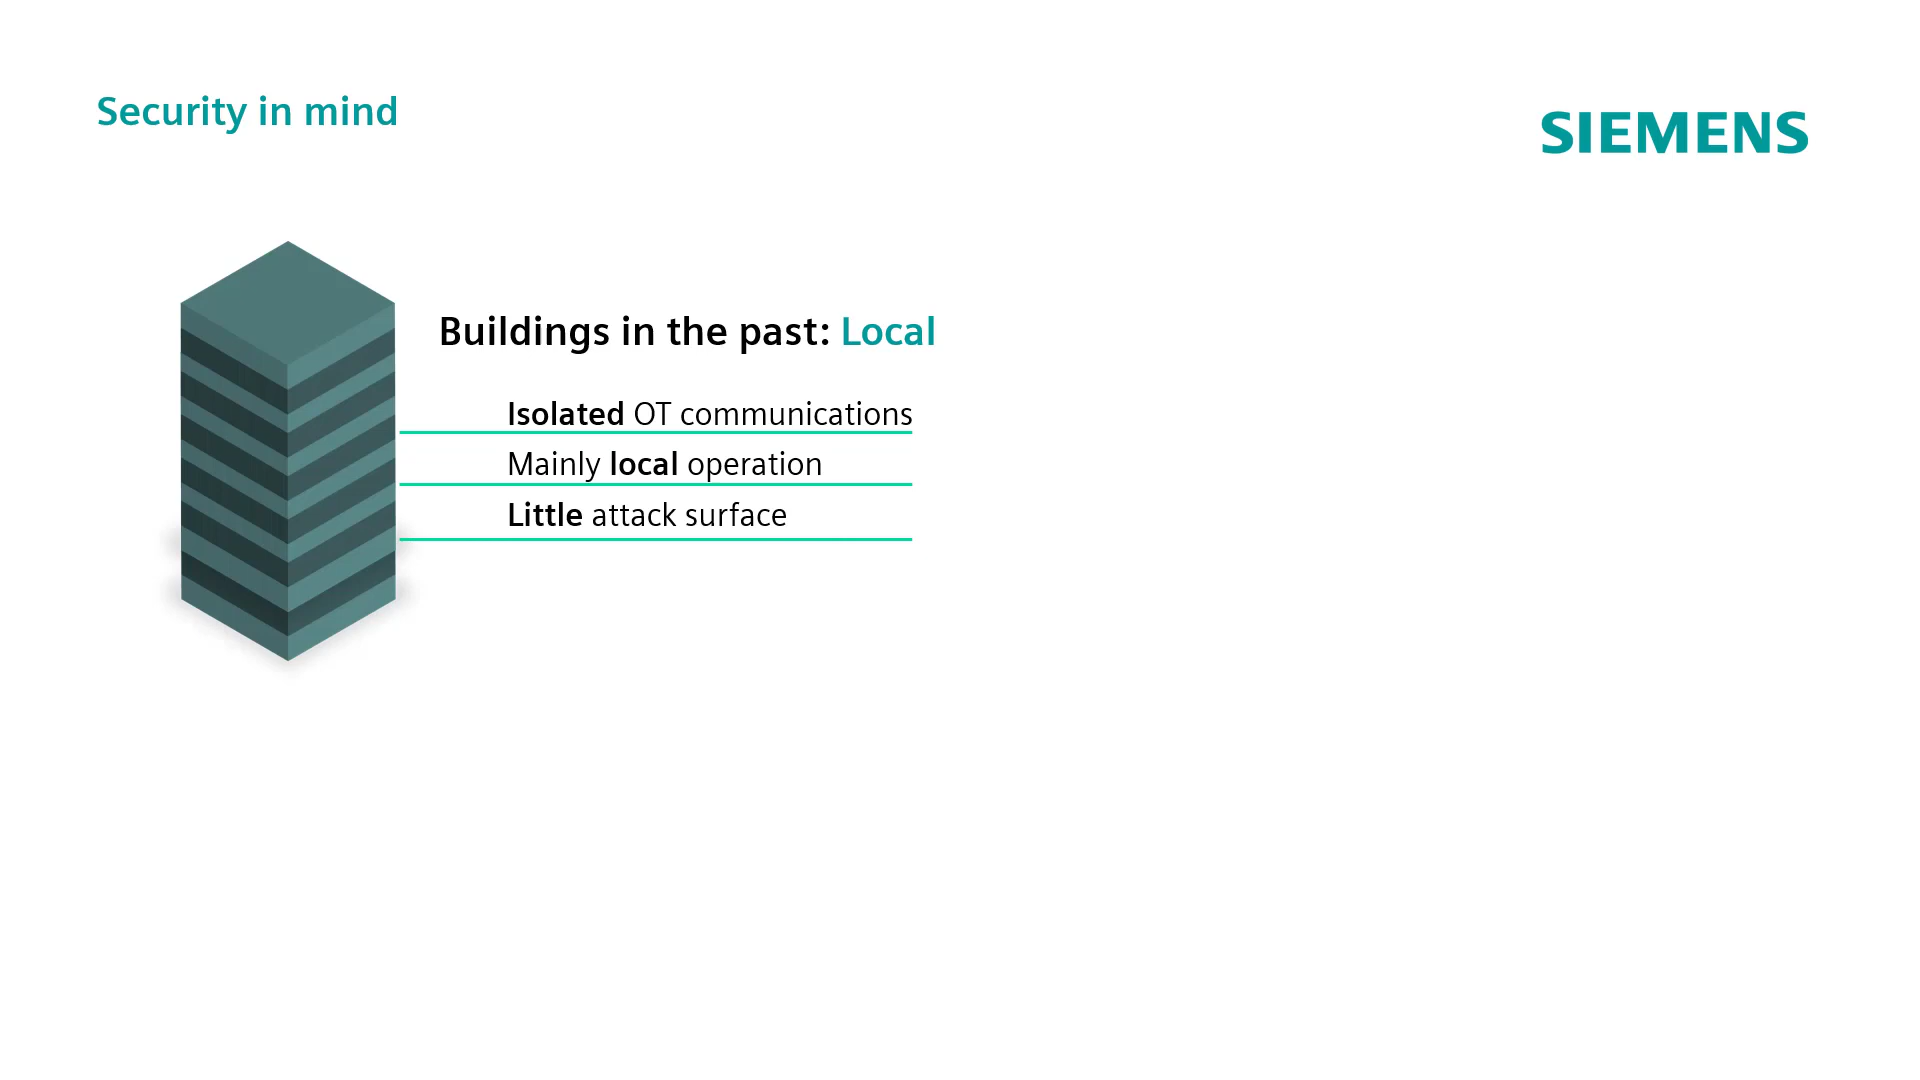 Security in mind
SIEMENS
Buildings in the past: Local
Isolated OT communications
Mainly local operation
Little attack surface